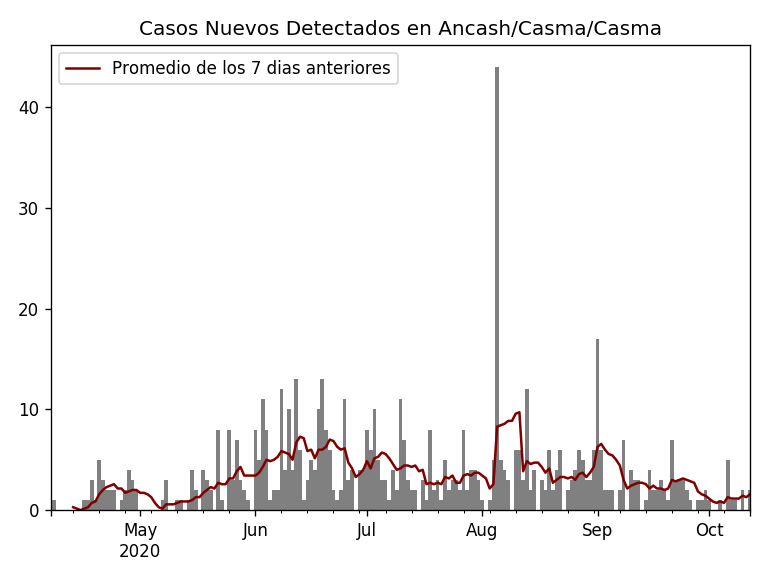 Casos Nuevos Detectados en Ancash/Casma/Casma
Promedio de los 7 dias anteriores
40
30
20
10
0
May Jun Jul Aug Sep Oct
2020